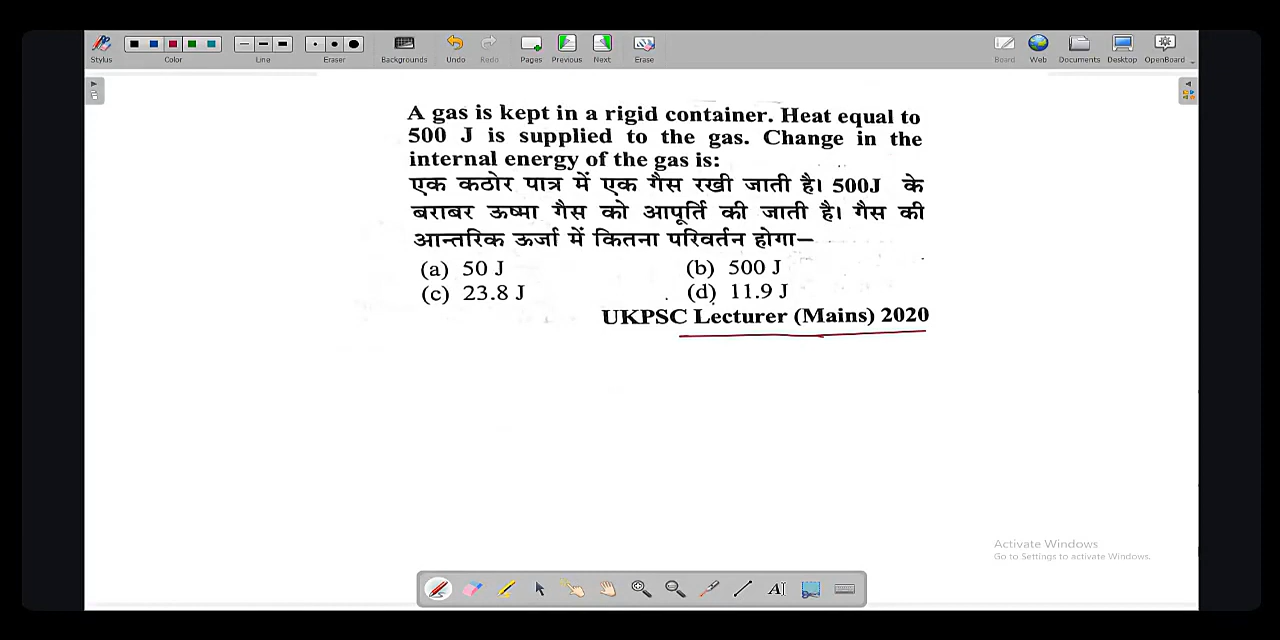 Stylus
Color
Line
Eraser
Backgrounds
Undo
Redo
Pages
Previous
Next
Erase
Board
Web
Documents
Desktop
OpenBoard
A gas is kept in a rigid container. Heat equal to
500 J is supplied to the gas. Change in the
internal energy of the gas is:
एक कठोर पात्र में एक गैस रखी जाती है। 500J के
बराबर ऊष्मा गैस को आपूर्ति की जाती है। गैस की
आन्तरिक ऊर्जा में कितना परिवर्तन होगा–
(a) 50 J (b) 500 J
(c) 23.8 J (d) 11.9 J
UKPSC Lecturer (Mains) 2020
Activate Windows
Go to Settings to activate Windows.